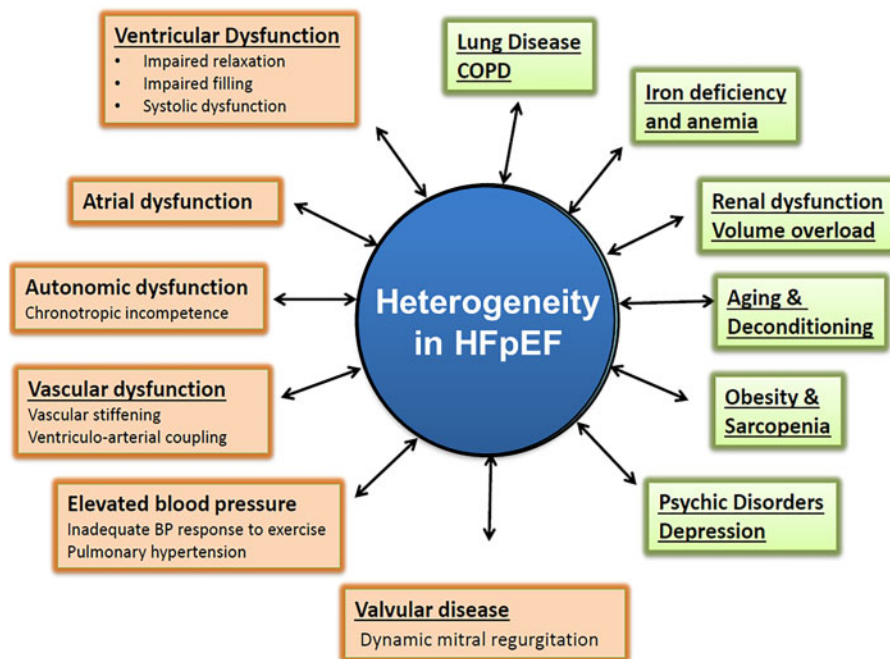 Ventricular Dysfunction
• Impaired relaxation
• Impaired filling
• Systolic dysfunction
Lung Disease
COPD
Iron deficiency
and anemia
Atrial dysfunction
Renal dysfunction
Volume overload
Autonomic dysfunction
Chronotropic incompetence
Heterogeneity
in HFpEF
Aging &
Deconditioning
Vascular dysfunction
Vascular stiffening
Ventriculo-arterial coupling
Obesity &
Sarcopenia
Elevated blood pressure
Inadequate BP response to exercise
Pulmonary hypertension
Psychic Disorders
Depression
Valvular disease
Dynamic mitral regurgitation